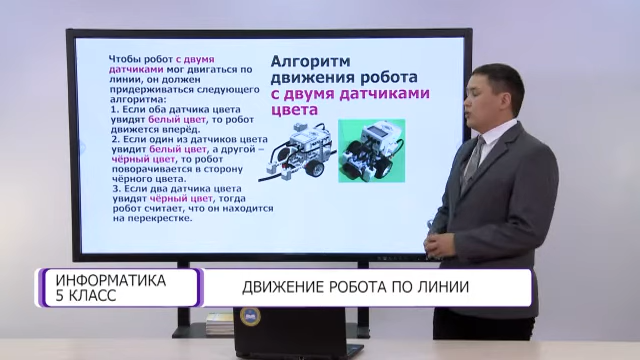 Чтобы робот с двумя
датчиками мог двигаться по
линии, он должен
придерживаться следующего
алгоритма:
1. Если оба датчика цвета
увидят белый цвет, то робот
движется вперёд.
2. Если один из датчиков цвета
увидит белый цвет, а другой –
чёрный цвет, то робот
поворачивается в сторону
чёрного цвета.
3. Если два датчика цвета
увидят чёрный цвет, тогда
робот считает, что он находится
на перекрестке.
Алгоритм
движения робота
с двумя датчиками
цвета
ИНФОРМАТИКА
5 КЛАСС
ДВИЖЕНИЕ РОБОТА ПО ЛИНИИ